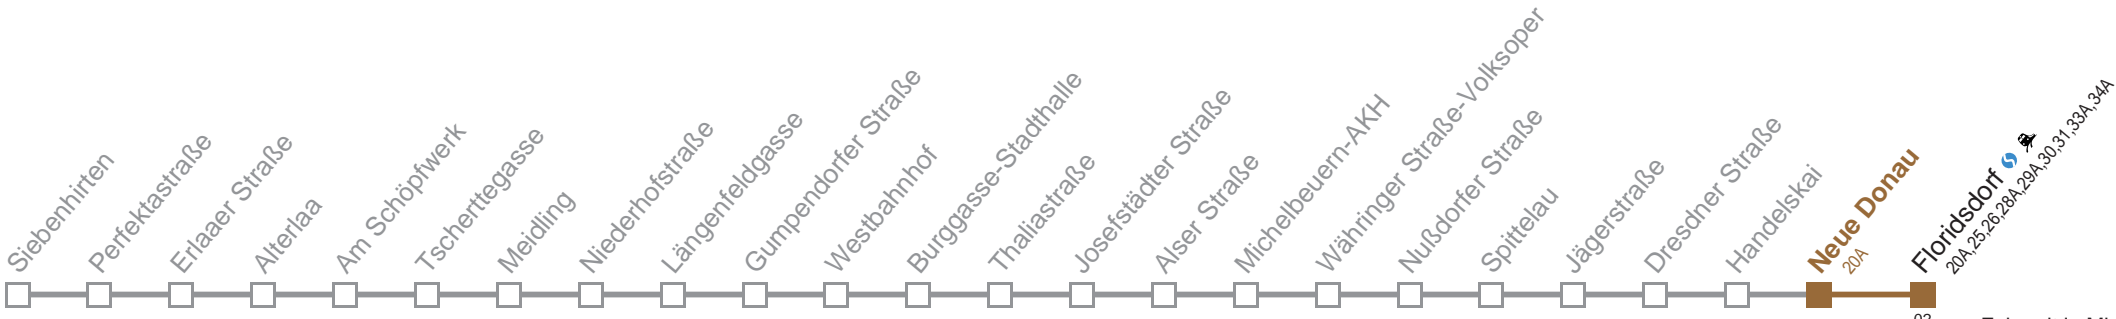 Siebenhirten
Perfektastraße
Erlaaer Straße
Alterlaa
Am Schöpfwerk
Tscherttegasse
Meidling
Niederhofstraße
Längenfeldgasse
Gumpendorfer Straße
Westbahnhof
Burggasse-Stadthalle
Thaliastraße
Josefstädter Straße
Alser Straße
Michelbeuern-AKH
Währinger Straße-Volksoper
Nußdorfer Straße
Spittelau
Jägerstraße
Dresdner Straße
Handelskai
Neue Donau
20A
Floridsdorf
20A,25,26,28A,29A,30,31,33A,34A